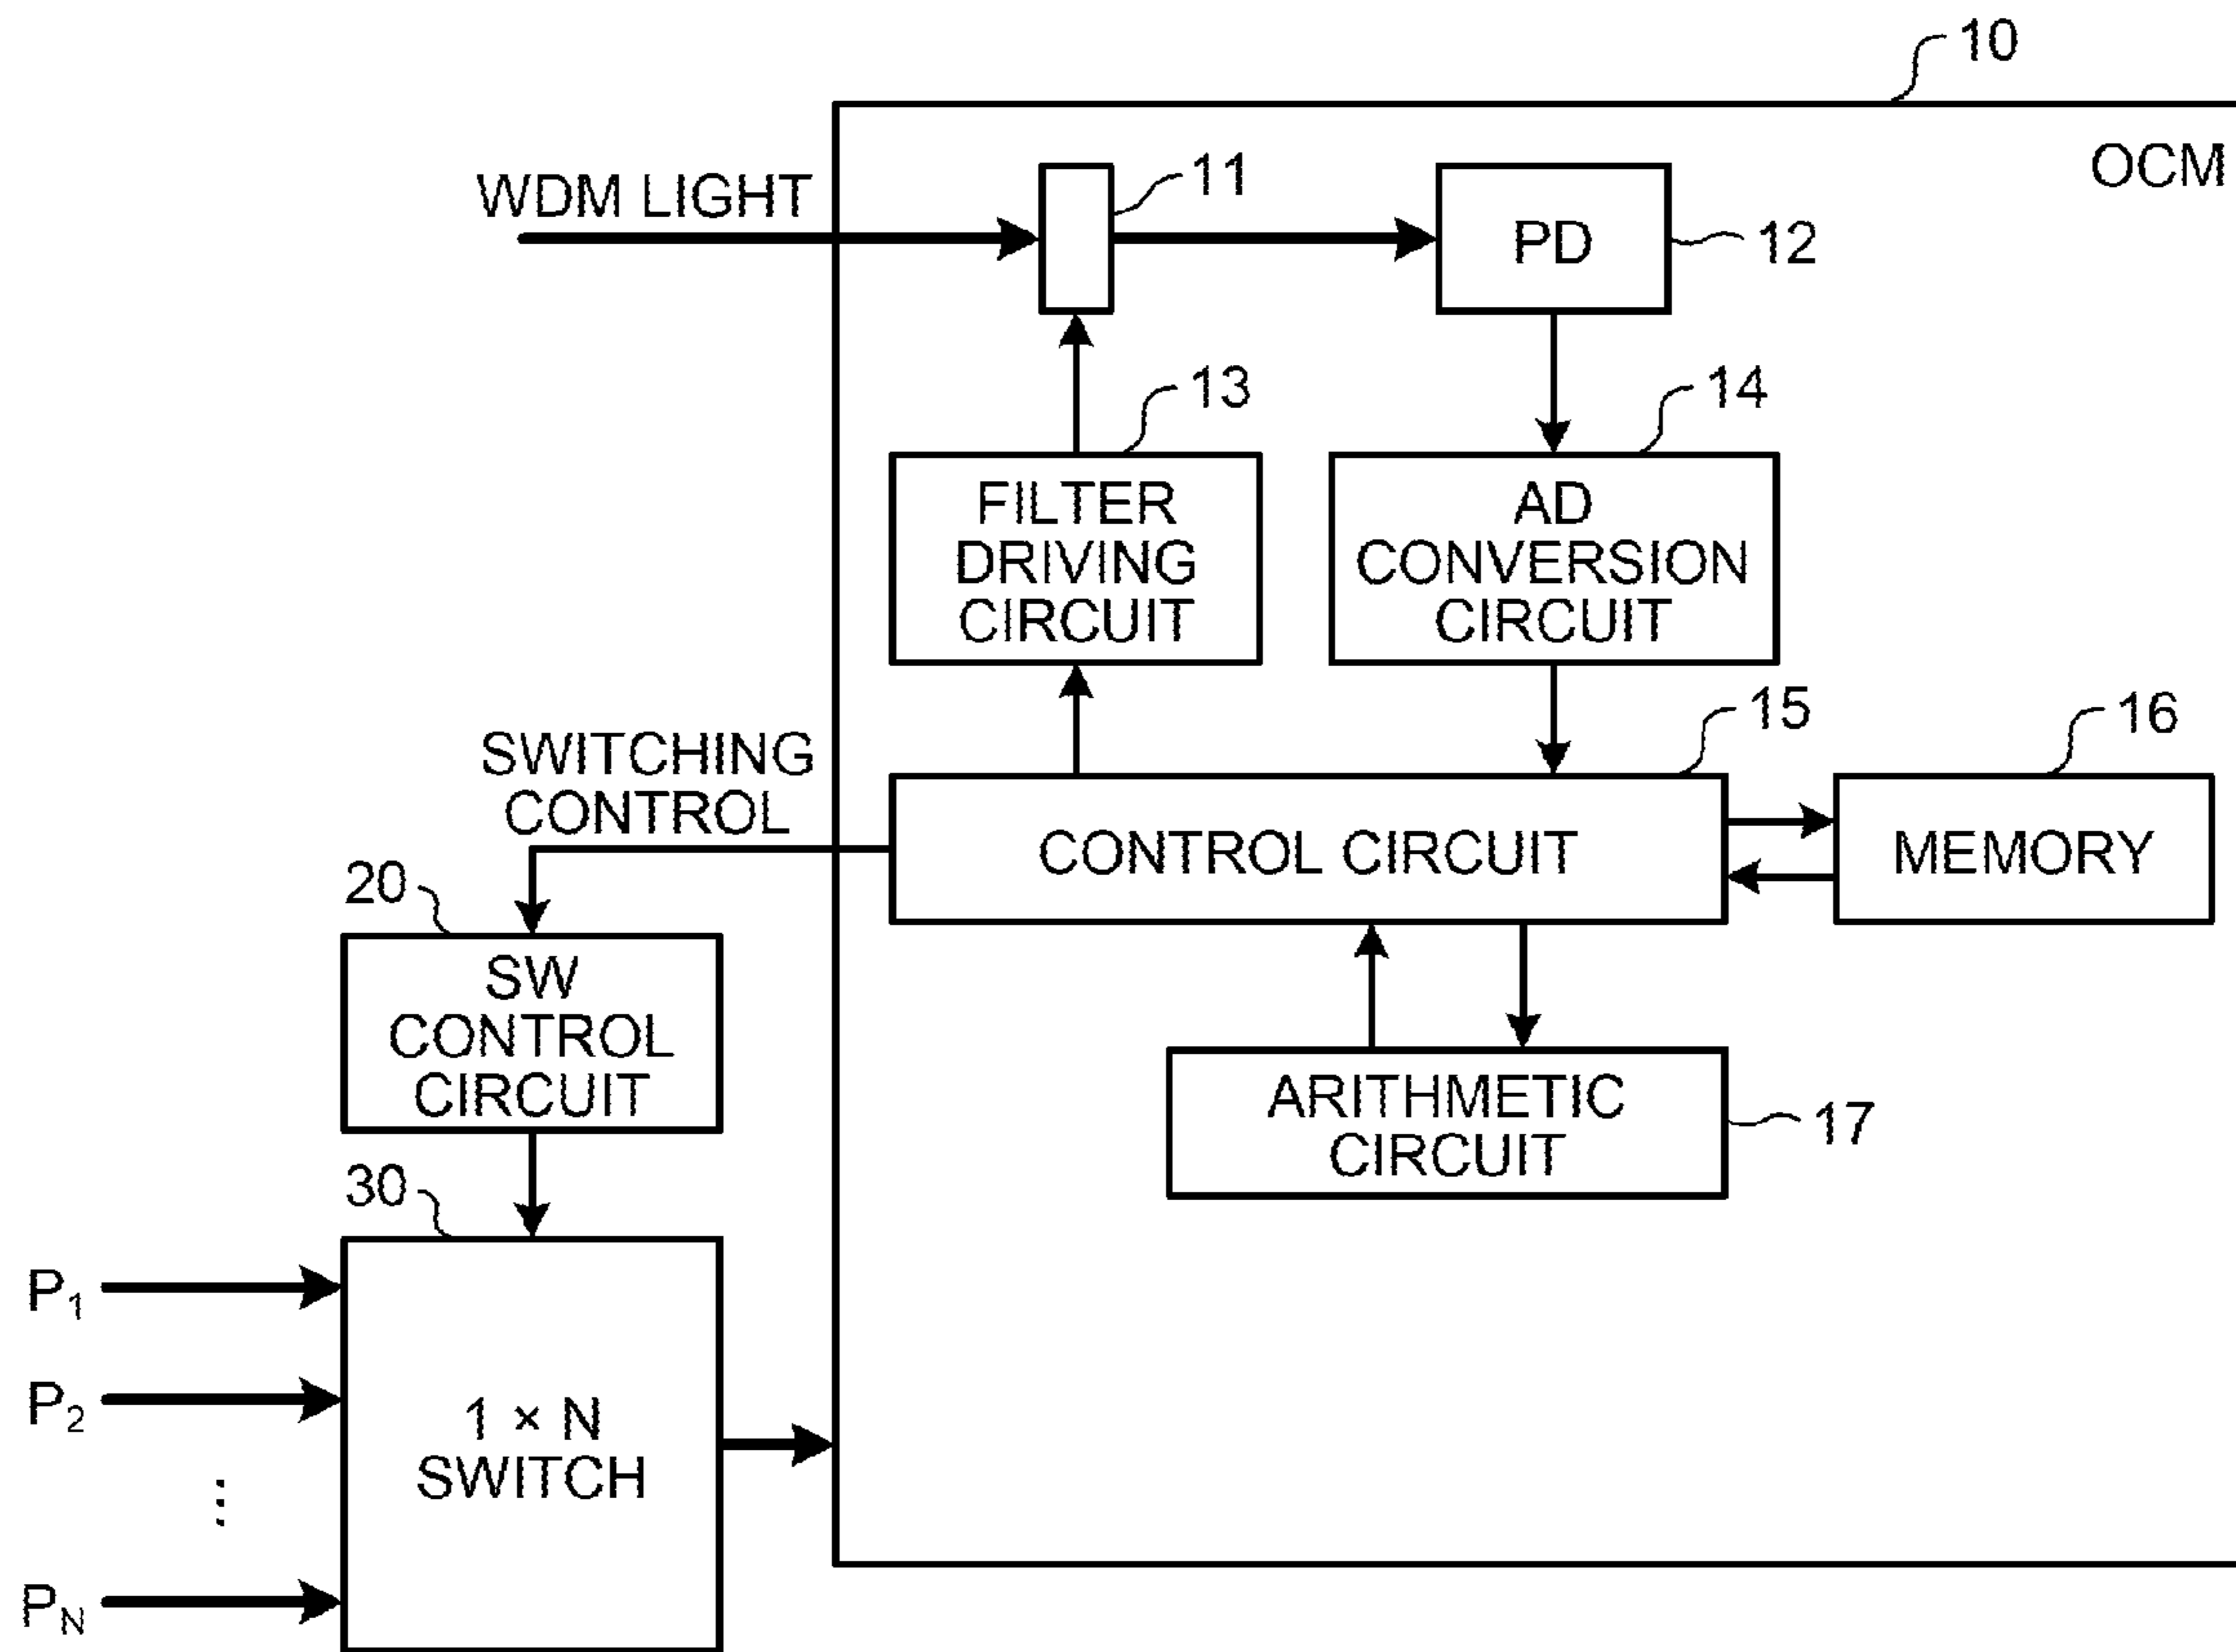 10
OCM
WDM LIGHT
11
PD
12
13
14
FILTER
DRIVING
CIRCUIT
AD
CONVERSION
CIRCUIT
15
16
SWITCHING
CONTROL
CONTROL CIRCUIT
MEMORY
20
SW
CONTROL
CIRCUIT
ARITHMETIC
CIRCUIT
17
30
P₁
P₂
⋮
P_N
1 × N
SWITCH